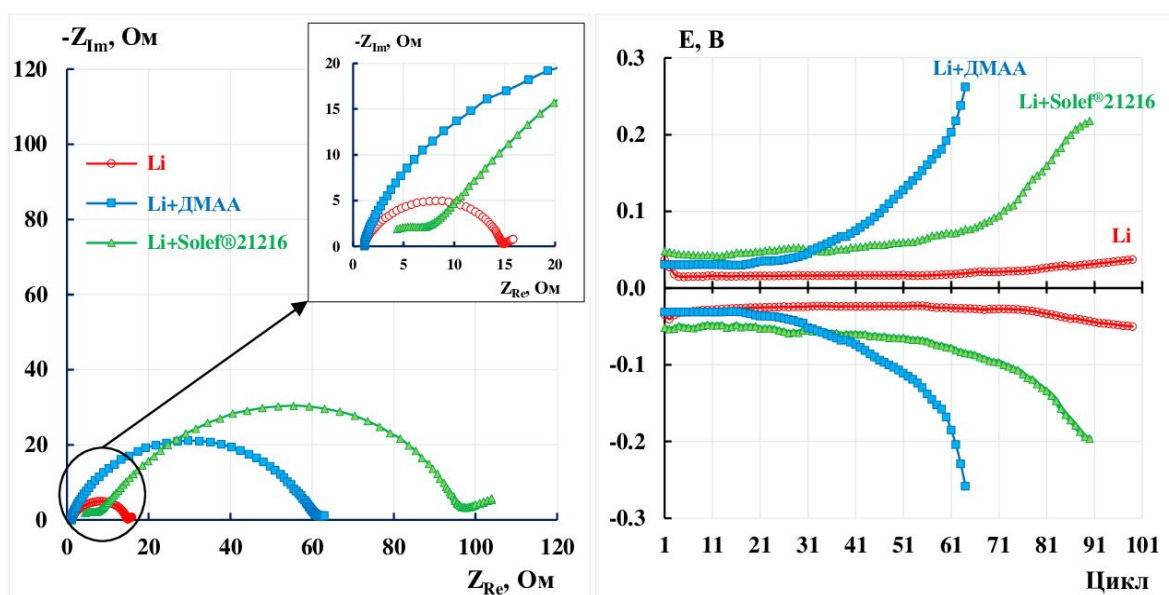 -Z_Im, Ом
120
100
80
60
40
20
0
0 20 40 60 80 100 120
Z_Re, Ом
Li
Li+ДМАА
Li+Solef®21216
-Z_Im, Ом
20
15
10
5
0
0 5 10 15 20
Z_Re, Ом
E, В
0.3
0.2
0.1
0.0
-0.1
-0.2
-0.3
Li+ДМАА
Li+Solef®21216
Li
1 11 21 31 41 51 61 71 81 91 101
Цикл